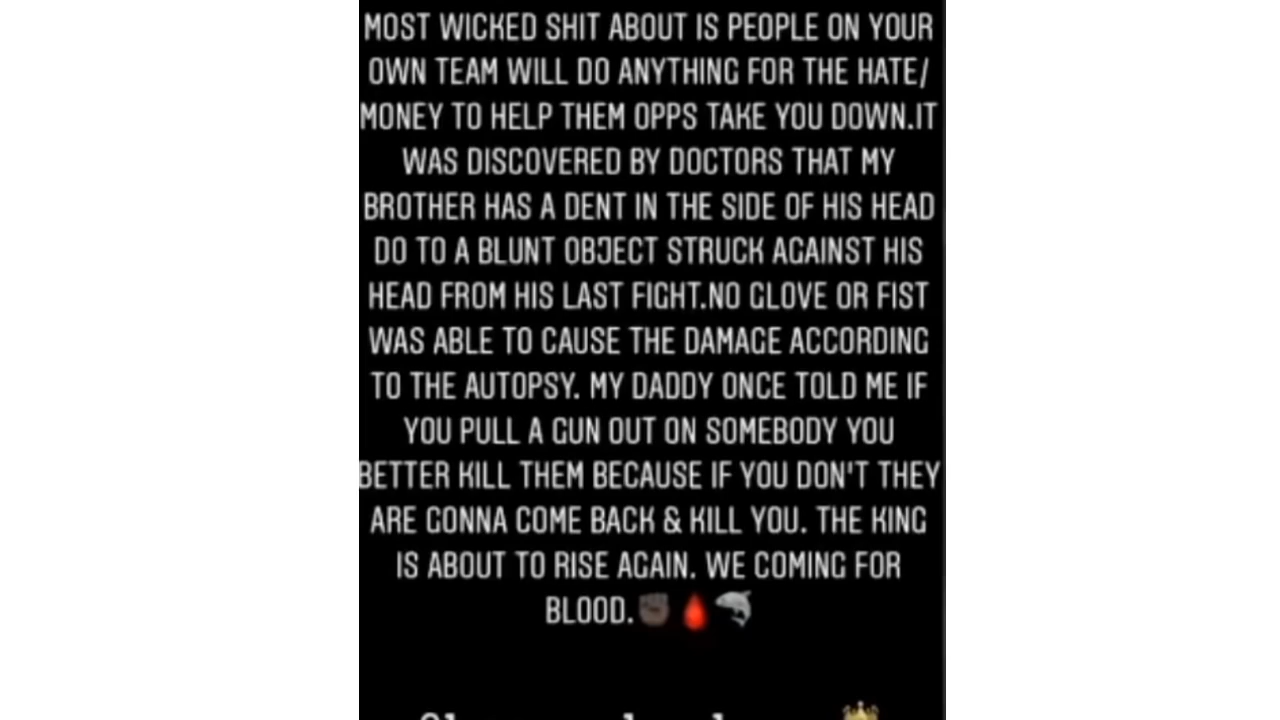 MOST WICKED SHIT ABOUT IS PEOPLE ON YOUR
OWN TEAM WILL DO ANYTHING FOR THE HATE/
MONEY TO HELP THEM OPPS TAKE YOU DOWN.IT
WAS DISCOVERED BY DOCTORS THAT MY
BROTHER HAS A DENT IN THE SIDE OF HIS HEAD
DO TO A BLUNT OBJECT STRUCK AGAINST HIS
HEAD FROM HIS LAST FIGHT.NO GLOVE OR FIST
WAS ABLE TO CAUSE THE DAMAGE ACCORDING
TO THE AUTOPSY. MY DADDY ONCE TOLD ME IF
YOU PULL A GUN OUT ON SOMEBODY YOU
BETTER KILL THEM BECAUSE IF YOU DON'T THEY
ARE GONNA COME BACK & KILL YOU. THE KING
IS ABOUT TO RISE AGAIN. WE COMING FOR
BLOOD.✊🏿🩸🦈